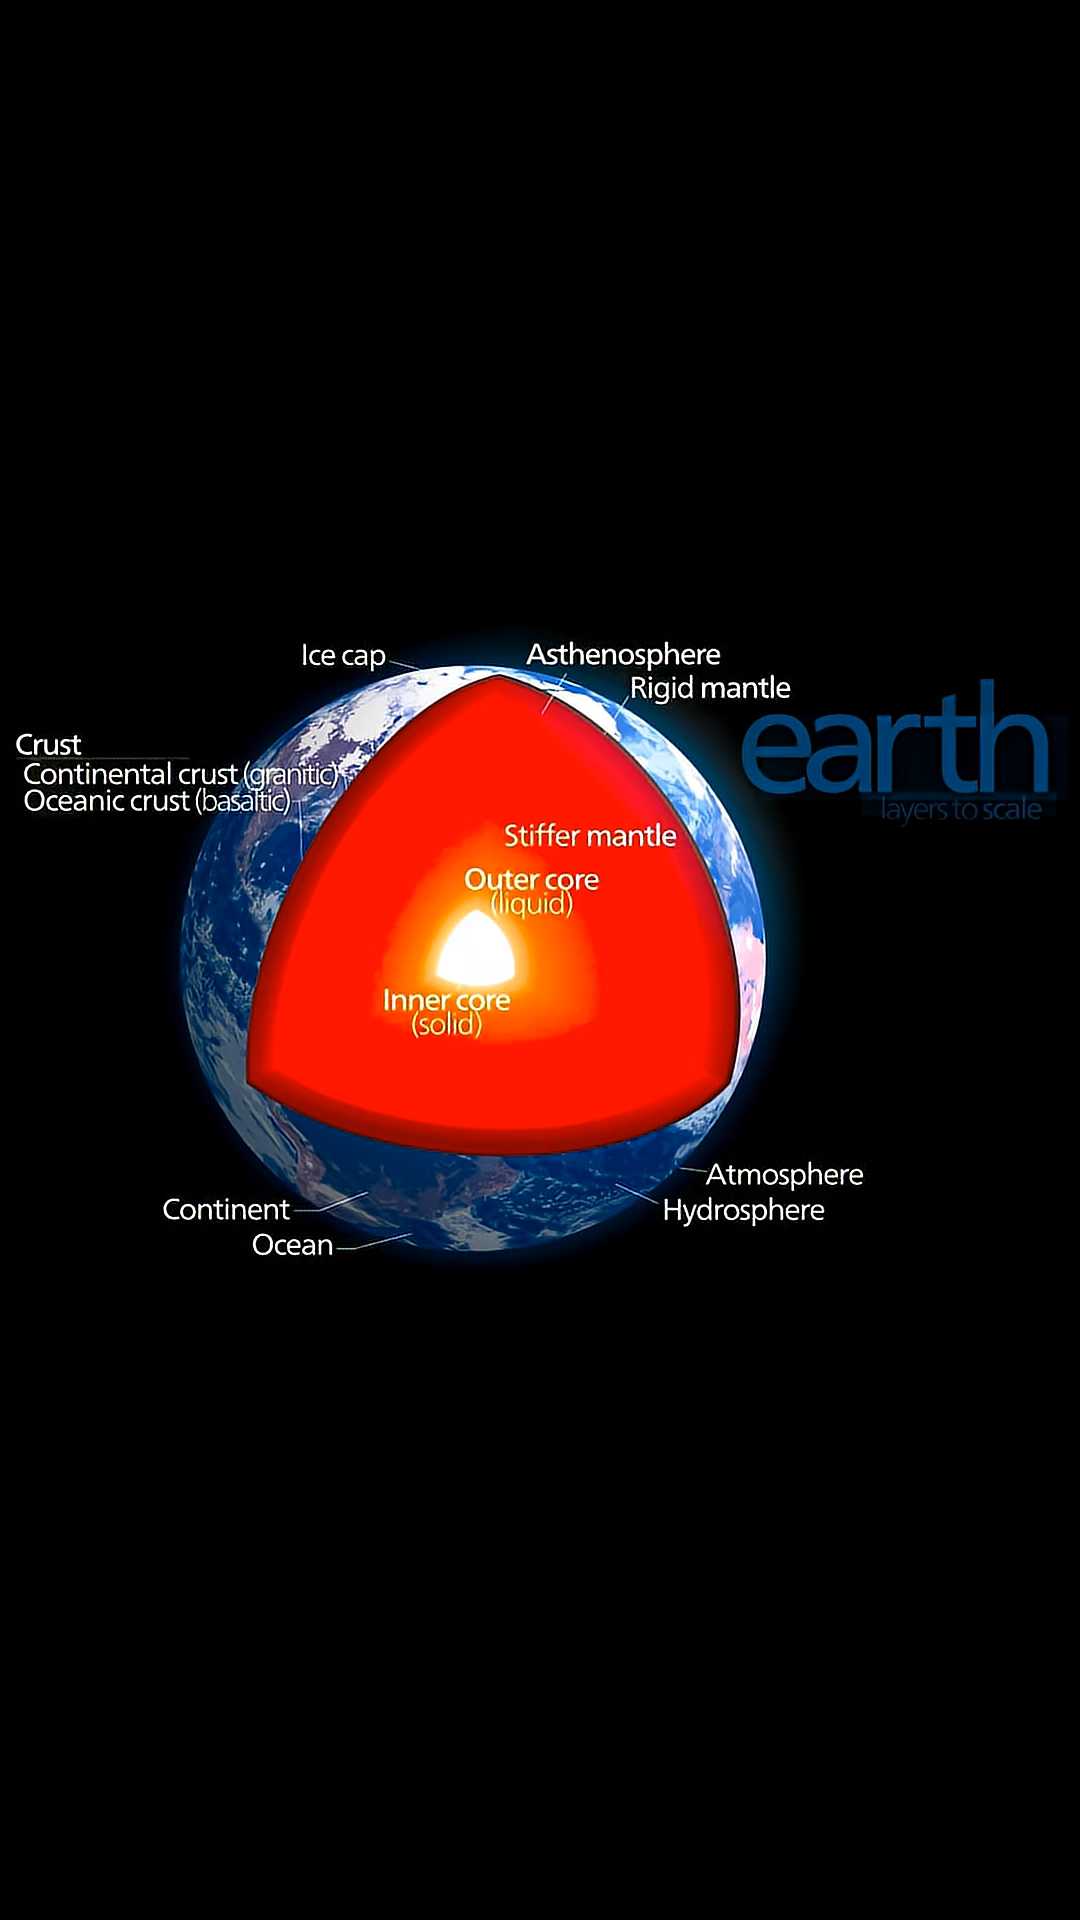 Ice cap
Asthenosphere
Rigid mantle
earth
layers to scale
Crust
Continental crust (granitic)
Oceanic crust (basaltic)
Stiffer mantle
Outer core
(liquid)
Inner core
(solid)
Atmosphere
Hydrosphere
Continent
Ocean